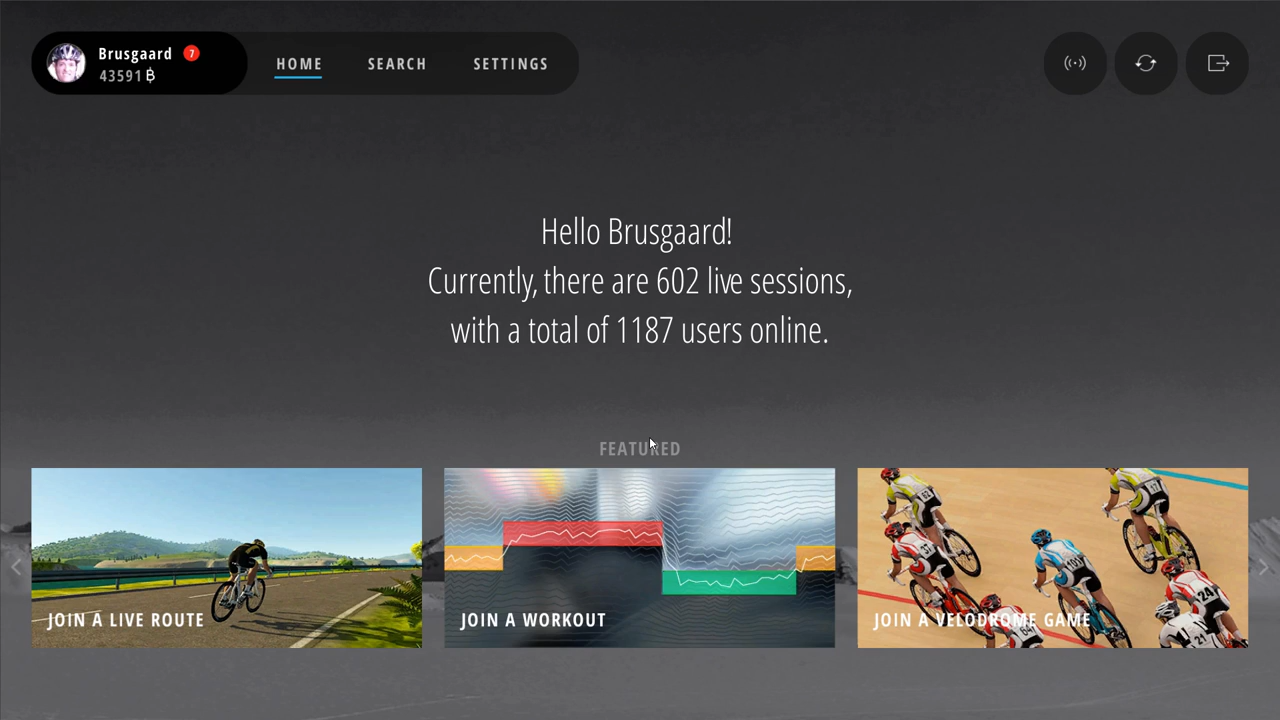 Brusgaard 7
43591฿
HOME SEARCH SETTINGS
Hello Brusgaard!
Currently, there are 602 live sessions,
with a total of 1187 users online.
FEATURED
JOIN A LIVE ROUTE
JOIN A WORKOUT
JOIN A VELODROME GAME